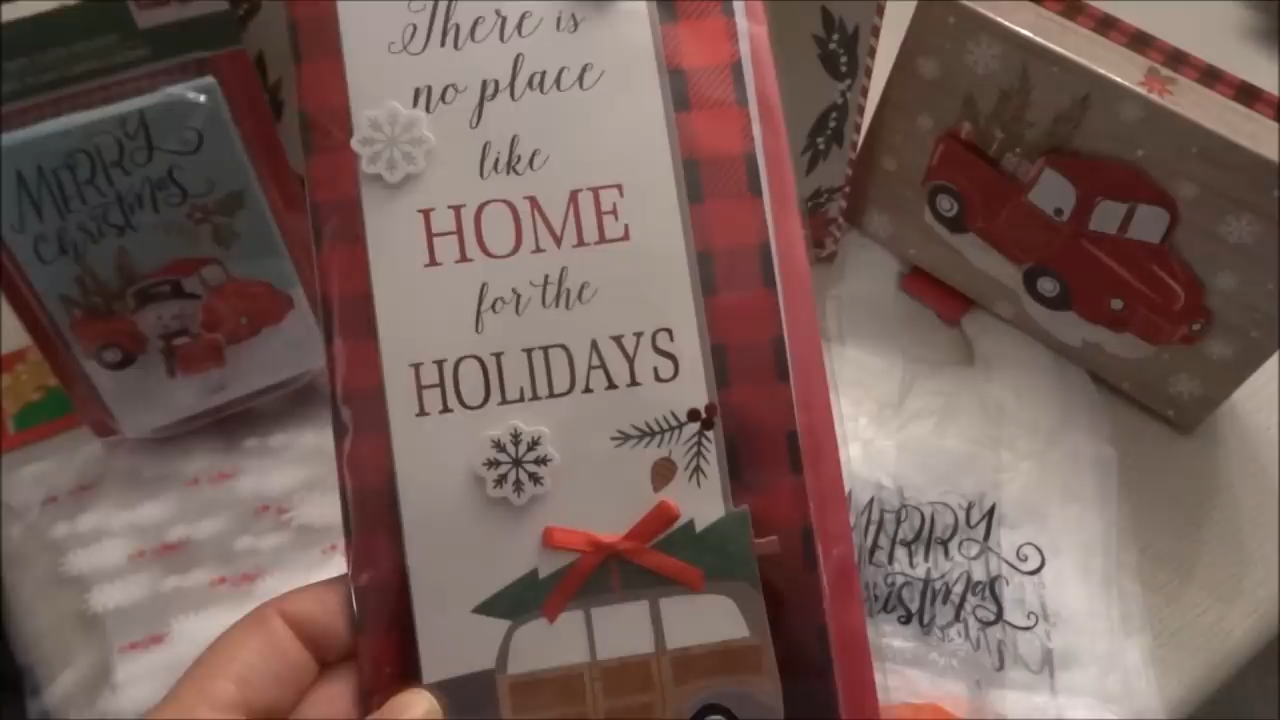 There is
no place
like
HOME
for the
HOLIDAYS
MERRY
christmas
MERRY
christmas